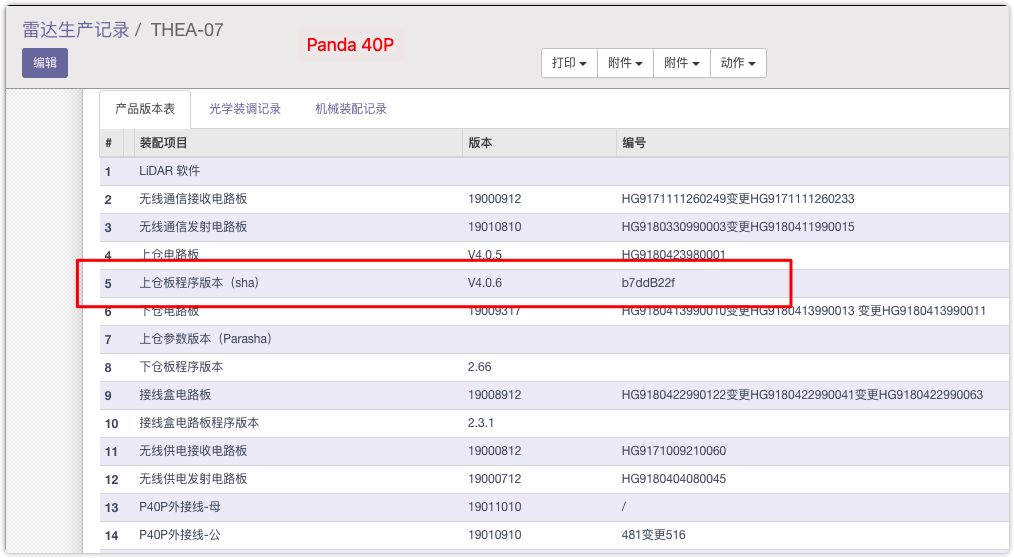 雷达生产记录 / THEA-07
Panda 40P
编辑
打印 附件 附件 动作
产品版本表 光学装调记录 机械装配记录
# 装配项目 版本 编号
1 LiDAR 软件
2 无线通信接收电路板 19000912 HG9171111260249变更HG9171111260233
3 无线通信发射电路板 19010810 HG9180330990003变更HG9180411990015
4 上仓电路板 V4.0.5 HG9180423980001
5 上仓板程序版本（sha） V4.0.6 b7ddB22f
6 下仓电路板 19009317 HG9180413990010变更HG9180413990013 变更HG9180413990011
7 上仓参数版本（Parasha）
8 下仓板程序版本 2.66
9 接线盒电路板 19008912 HG9180422990122变更HG9180422990041变更HG9180422990063
10 接线盒电路板程序版本 2.3.1
11 无线供电接收电路板 19000812 HG9171009210060
12 无线供电发射电路板 19000712 HG9180404080045
13 P40P外接线-母 19011010 /
14 P40P外接线-公 19010910 481变更516